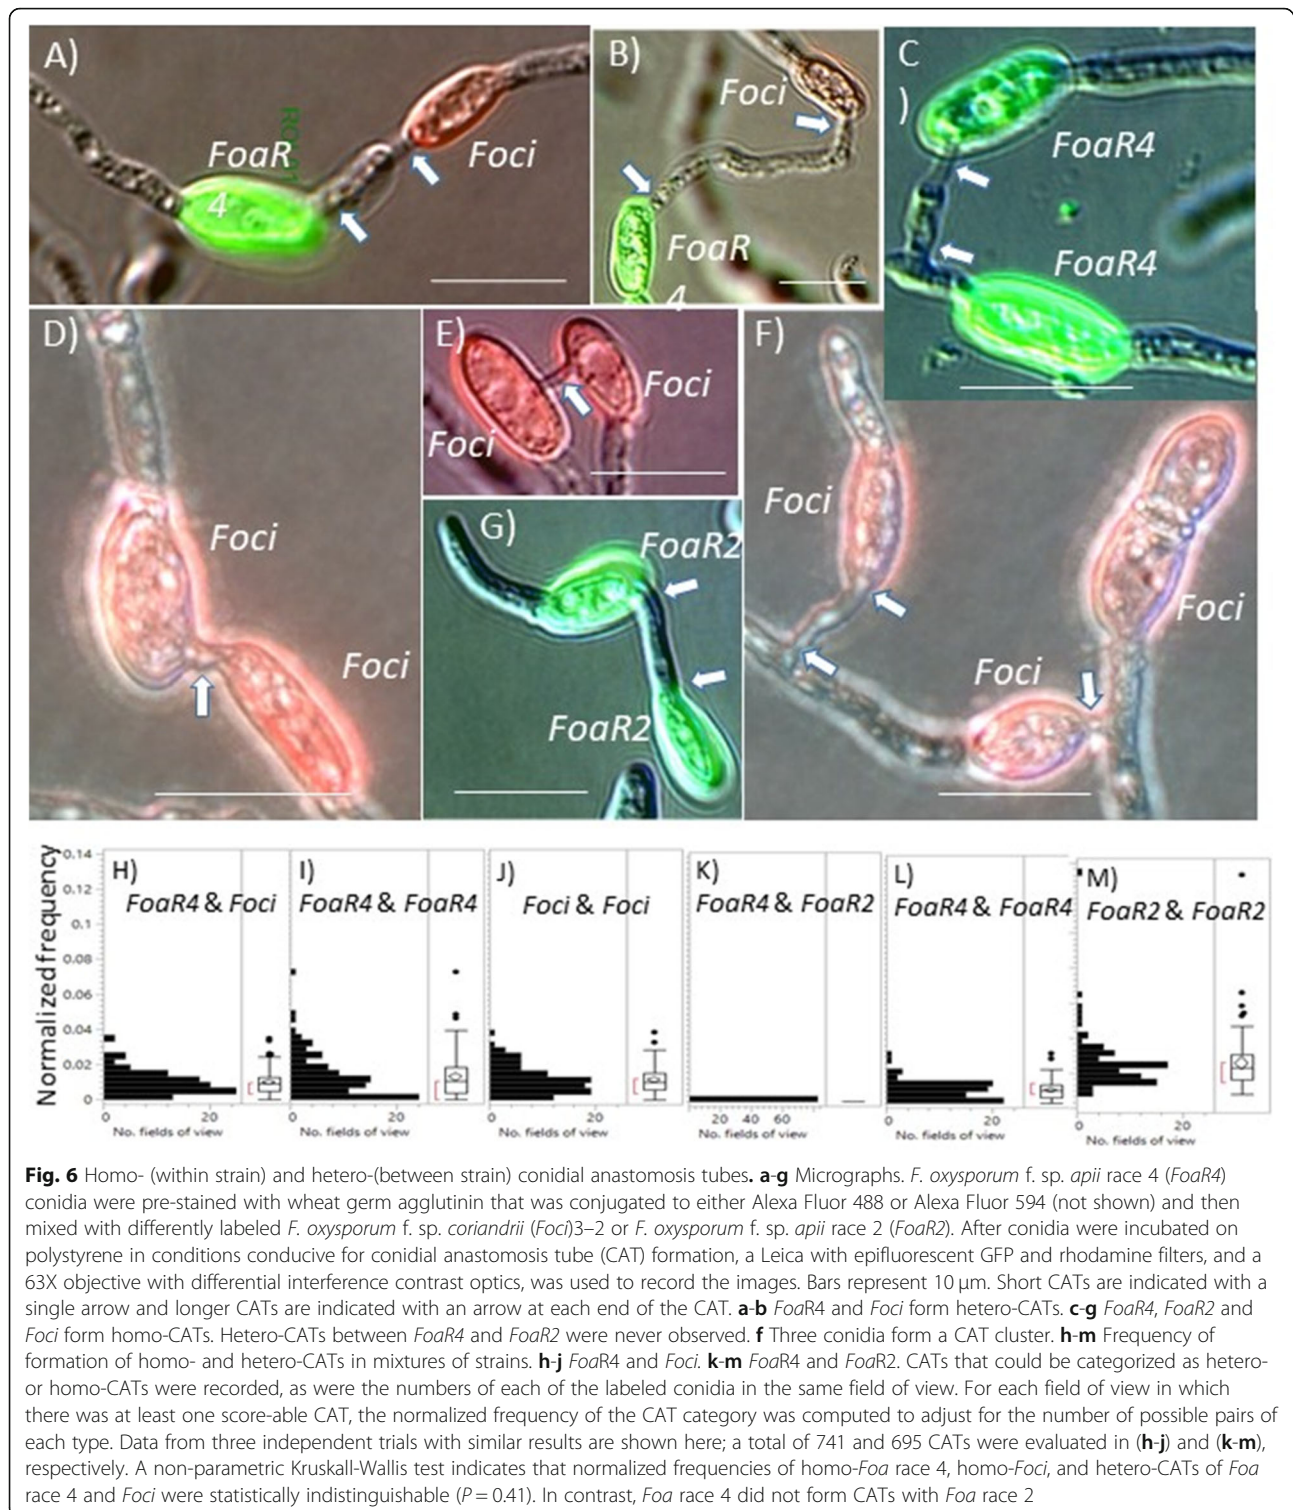 A)
FoaR
4
Foci
B)
Foci
FoaR
4
C
)
FoaR4
FoaR4
D)
Foci
Foci
E)
Foci
Foci
F)
Foci
Foci
Foci
G)
FoaR2
FoaR2
Normalized frequency
0.14
0.12
0.1
0.08
0.06
0.04
0.02
0
H)
FoaR4 & Foci
20
No. fields of view
I)
FoaR4 & FoaR4
20
No. fields of view
J)
Foci & Foci
20
No. fields of view
K)
FoaR4 & FoaR2
20 40 60
No. fields of view
L)
FoaR4 & FoaR4
20
No. fields of view
M)
FoaR2 & FoaR2
20
No. fields of view
Fig. 6 Homo- (within strain) and hetero-(between strain) conidial anastomosis tubes. a-g Micrographs. F. oxysporum f. sp. apii race 4 (FoaR4)
conidia were pre-stained with wheat germ agglutinin that was conjugated to either Alexa Fluor 488 or Alexa Fluor 594 (not shown) and then
mixed with differently labeled F. oxysporum f. sp. coriandrii (Foci)3–2 or F. oxysporum f. sp. apii race 2 (FoaR2). After conidia were incubated on
polystyrene in conditions conducive for conidial anastomosis tube (CAT) formation, a Leica with epifluorescent GFP and rhodamine filters, and a
63X objective with differential interference contrast optics, was used to record the images. Bars represent 10 μm. Short CATs are indicated with a
single arrow and longer CATs are indicated with an arrow at each end of the CAT. a-b FoaR4 and Foci form hetero-CATs. c-g FoaR4, FoaR2 and
Foci form homo-CATs. Hetero-CATs between FoaR4 and FoaR2 were never observed. f Three conidia form a CAT cluster. h-m Frequency of
formation of homo- and hetero-CATs in mixtures of strains. h-j FoaR4 and Foci. k-m FoaR4 and FoaR2. CATs that could be categorized as hetero-
or homo-CATs were recorded, as were the numbers of each of the labeled conidia in the same field of view. For each field of view in which
there was at least one score-able CAT, the normalized frequency of the CAT category was computed to adjust for the number of possible pairs of
each type. Data from three independent trials with similar results are shown here; a total of 741 and 695 CATs were evaluated in (h-j) and (k-m),
respectively. A non-parametric Kruskall-Wallis test indicates that normalized frequencies of homo-Foa race 4, homo-Foci, and hetero-CATs of Foa
race 4 and Foci were statistically indistinguishable (P = 0.41). In contrast, Foa race 4 did not form CATs with Foa race 2